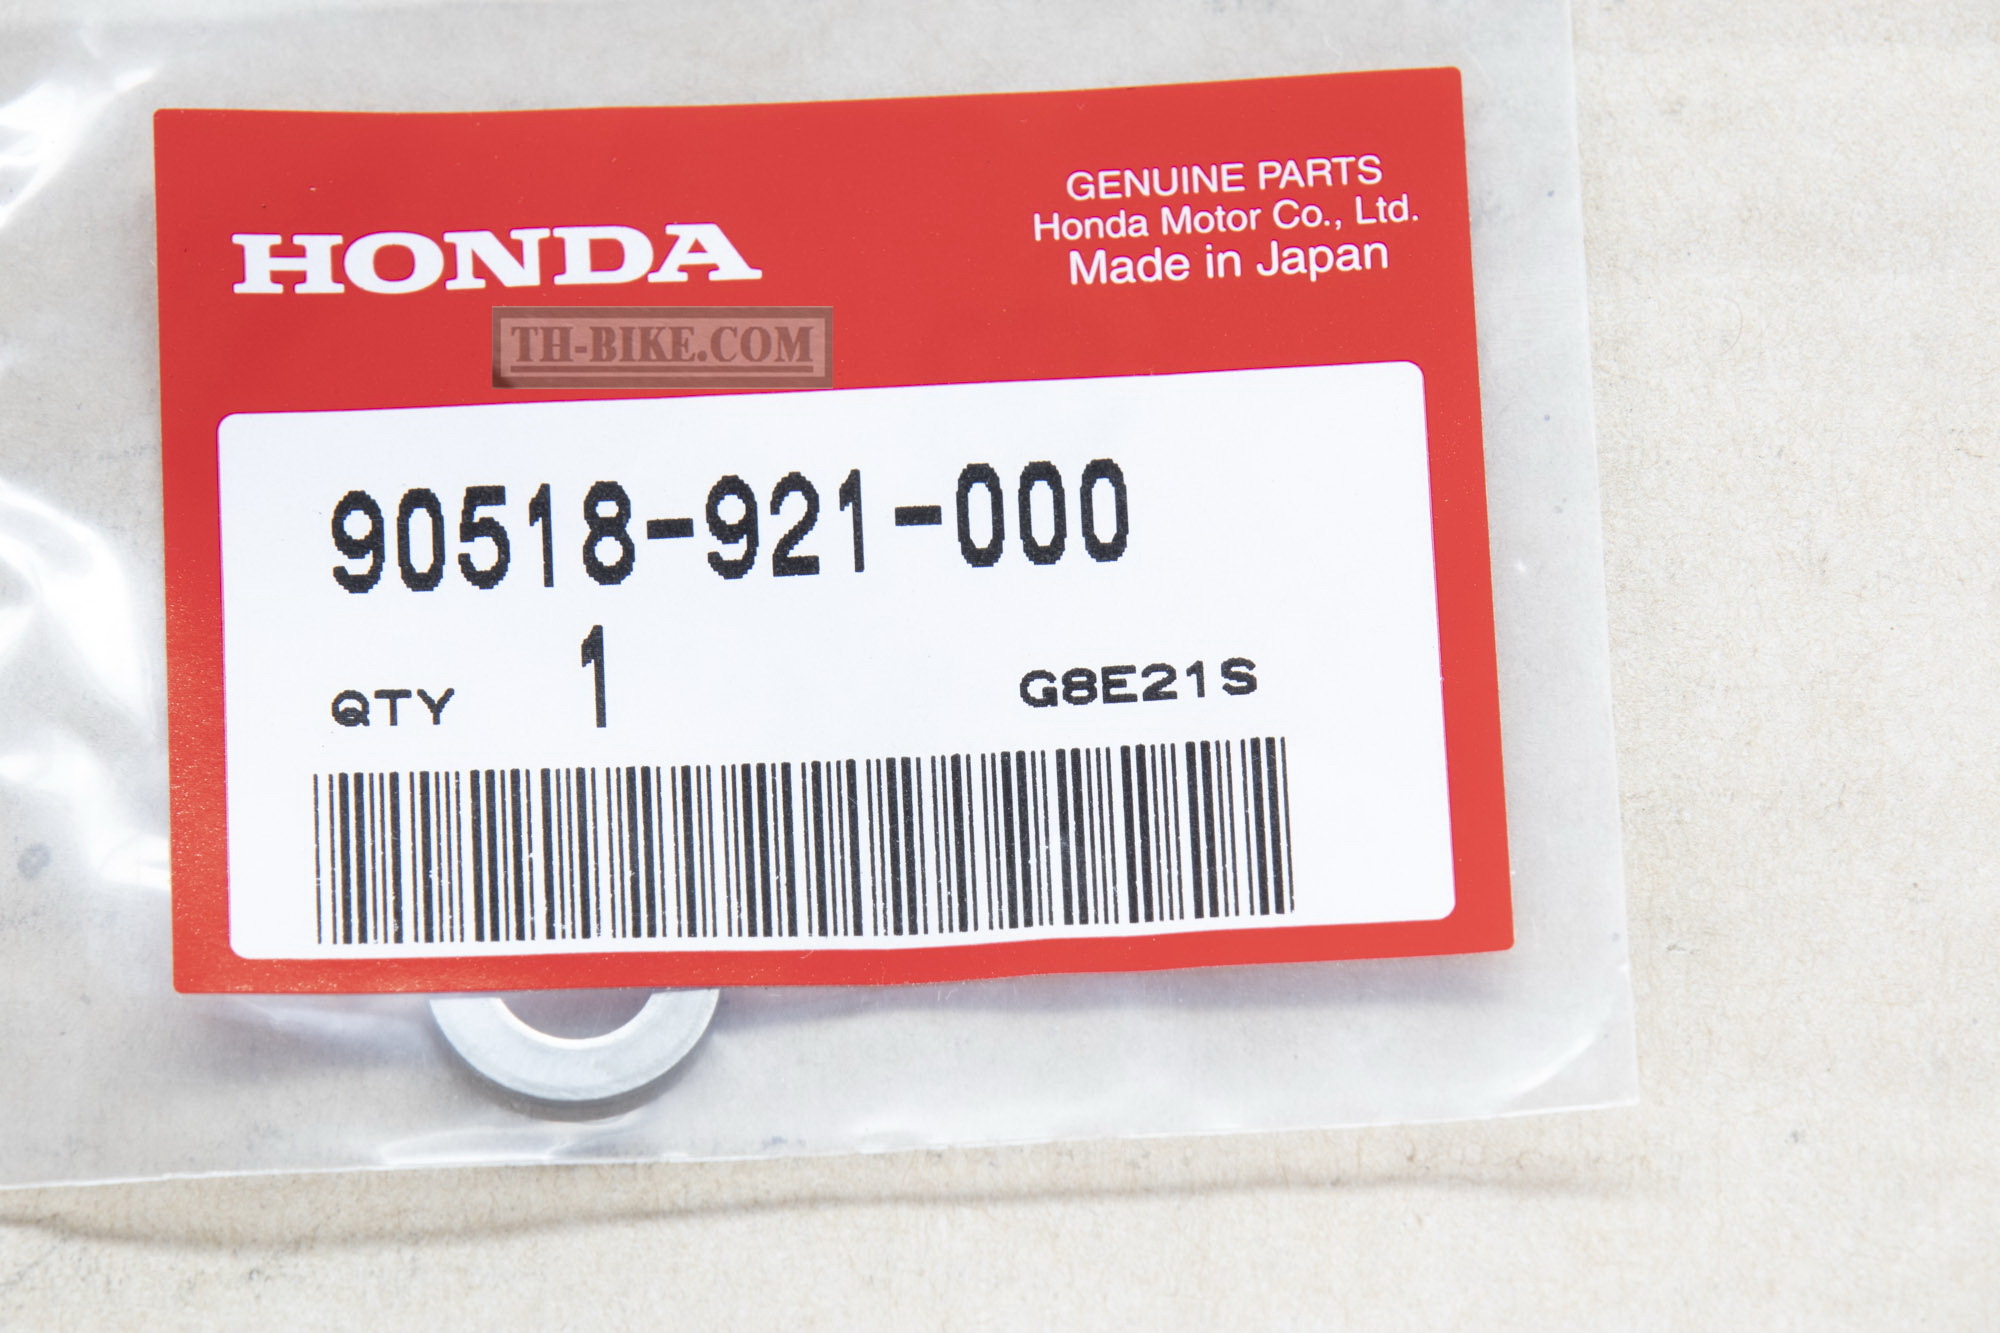 HONDA
GENUINE PARTS
Honda Motor Co., Ltd.
Made in Japan
TH-BIKE.COM
90518-921-000
QTY 1 G8E21S